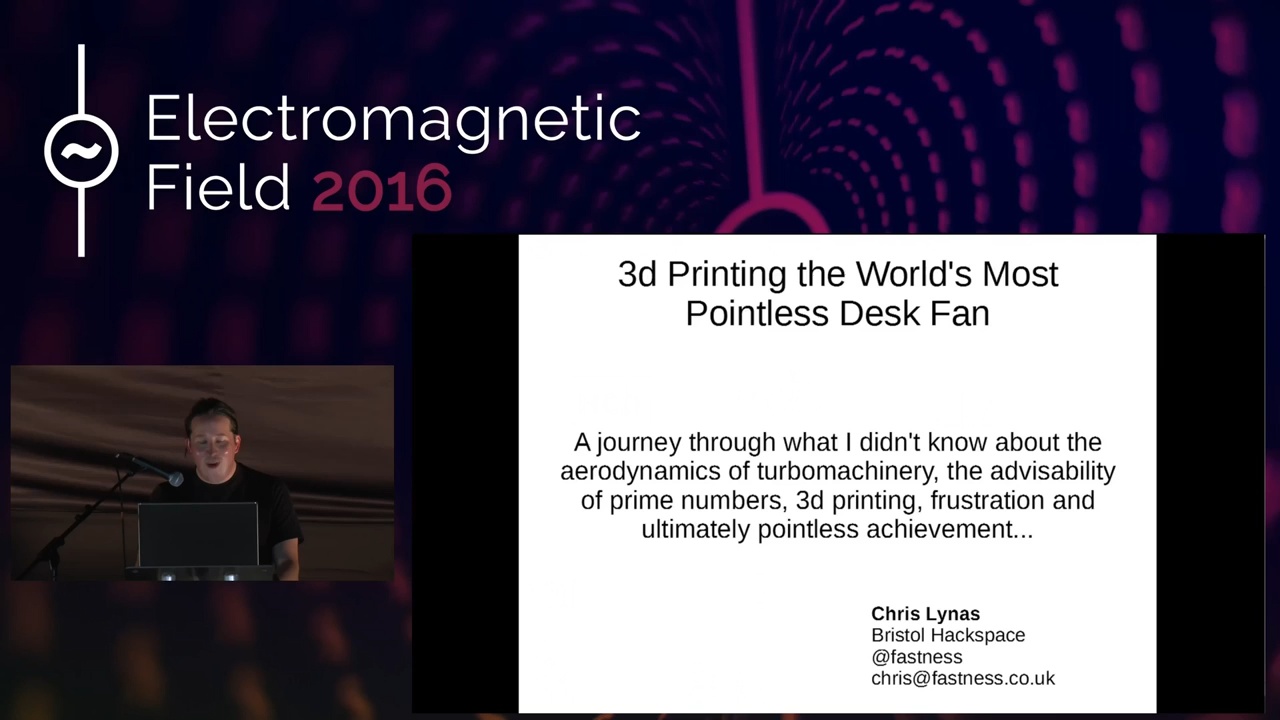 Electromagnetic
Field 2016
3d Printing the World's Most
Pointless Desk Fan
A journey through what I didn't know about the
aerodynamics of turbomachinery, the advisability
of prime numbers, 3d printing, frustration and
ultimately pointless achievement...
Chris Lynas
Bristol Hackspace
@fastness
chris@fastness.co.uk